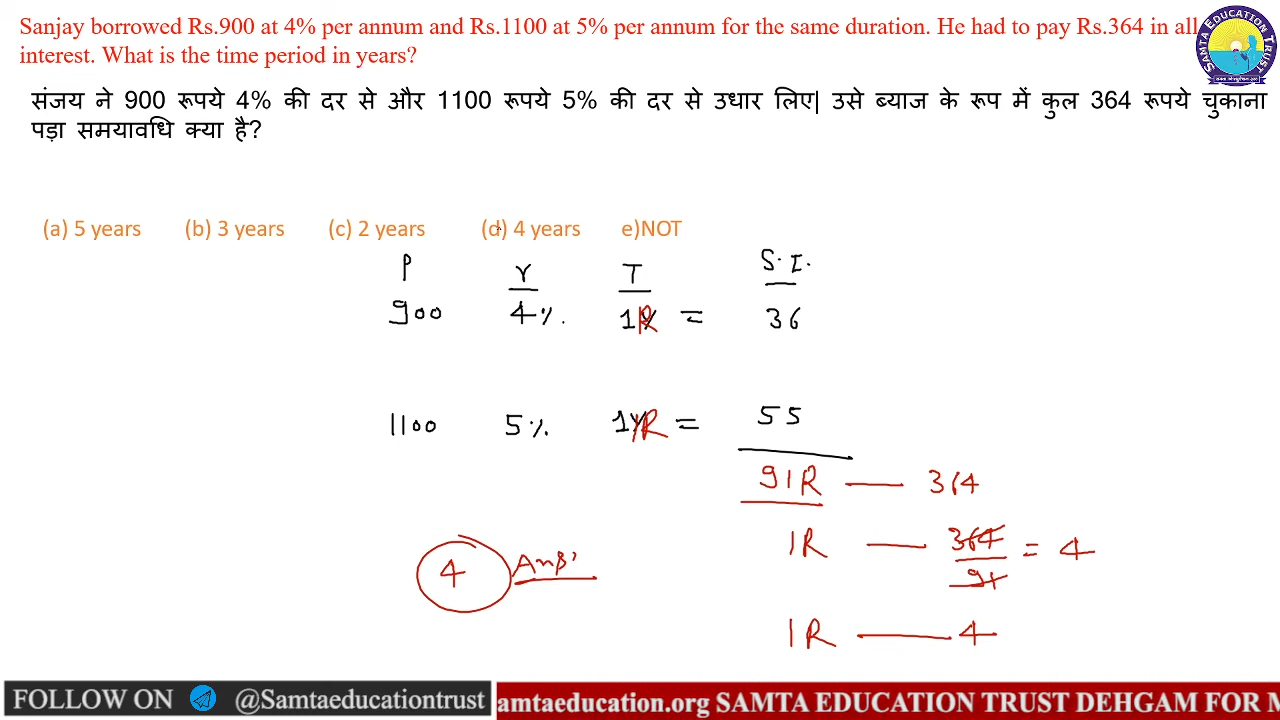 Sanjay borrowed Rs.900 at 4% per annum and Rs.1100 at 5% per annum for the same duration. He had to pay Rs.364 in all
interest. What is the time period in years?
SAMTA EDUCATION TRUST
संजय ने 900 रूपये 4% की दर से और 1100 रूपये 5% की दर से उधार लिए| उसे ब्याज के रूप में कुल 364 रूपये चुकाना
पड़ा समयावधि क्या है?
(a) 5 years (b) 3 years (c) 2 years (d) 4 years e)NOT
P r T S.I.
900 4%. 1R = 36
1100 5%. 1R = 55
91R — 364
1R — 364/91 = 4
4 Ans
1R — 4
FOLLOW ON @Samtaeducationtrust amtaeducation.org SAMTA EDUCATION TRUST DEHGAM FOR M